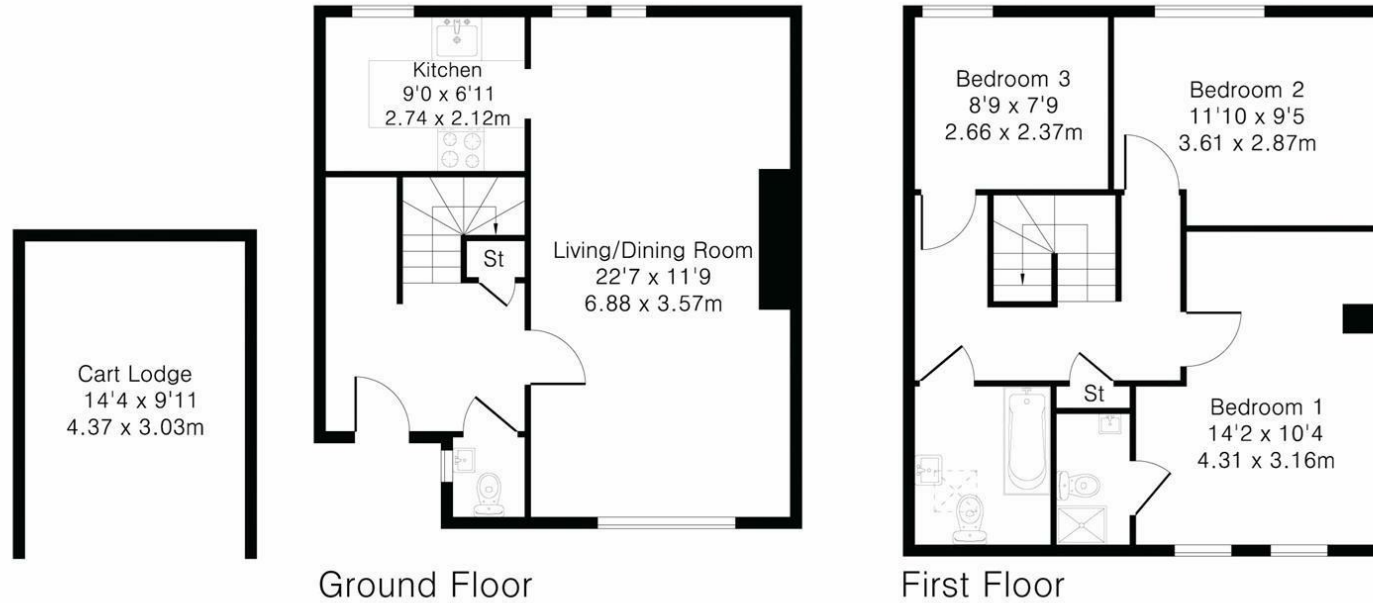 Cart Lodge
14'4 x 9'11
4.37 x 3.03m
Kitchen
9'0 x 6'11
2.74 x 2.12m
St
Living/Dining Room
22'7 x 11'9
6.88 x 3.57m
Ground Floor
Bedroom 3
8'9 x 7'9
2.66 x 2.37m
Bedroom 2
11'10 x 9'5
3.61 x 2.87m
St
Bedroom 1
14'2 x 10'4
4.31 x 3.16m
First Floor